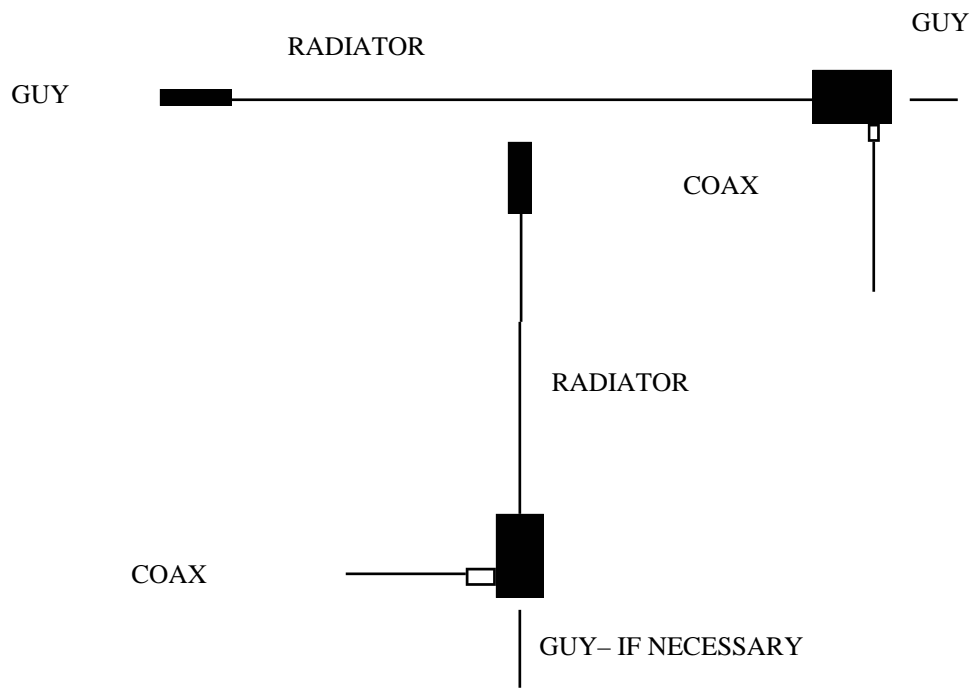 GUY
RADIATOR
GUY
COAX
RADIATOR
COAX
GUY– IF NECESSARY